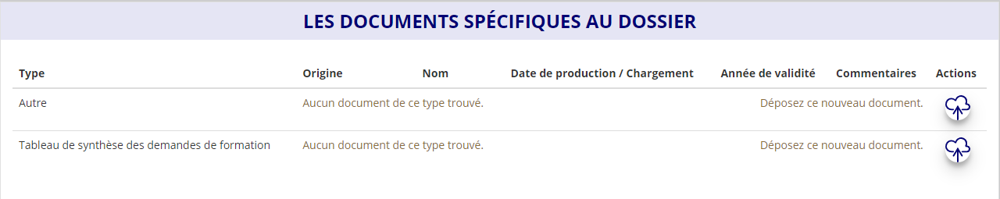 LES DOCUMENTS SPÉCIFIQUES AU DOSSIER
Type Origine Nom Date de production / Chargement Année de validité Commentaires Actions
Autre Aucun document de ce type trouvé. Déposez ce nouveau document.
Tableau de synthèse des demandes de formation Aucun document de ce type trouvé. Déposez ce nouveau document.